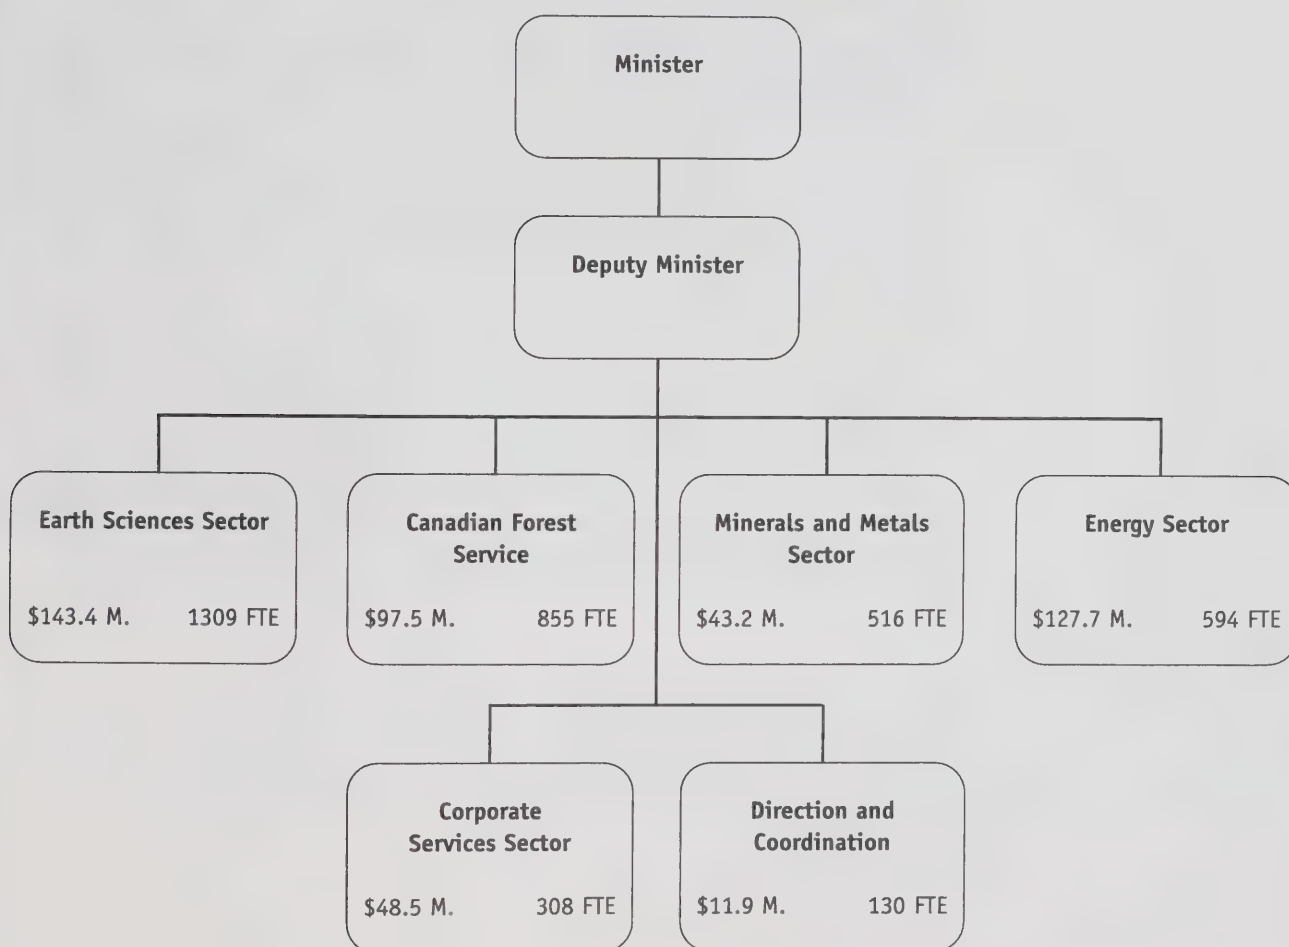 Minister
Deputy Minister
Earth Sciences Sector
$143.4 M. 1309 FTE
Canadian Forest
Service
$97.5 M. 855 FTE
Minerals and Metals
Sector
$43.2 M. 516 FTE
Energy Sector
$127.7 M. 594 FTE
Corporate
Services Sector
$48.5 M. 308 FTE
Direction and
Coordination
$11.9 M. 130 FTE